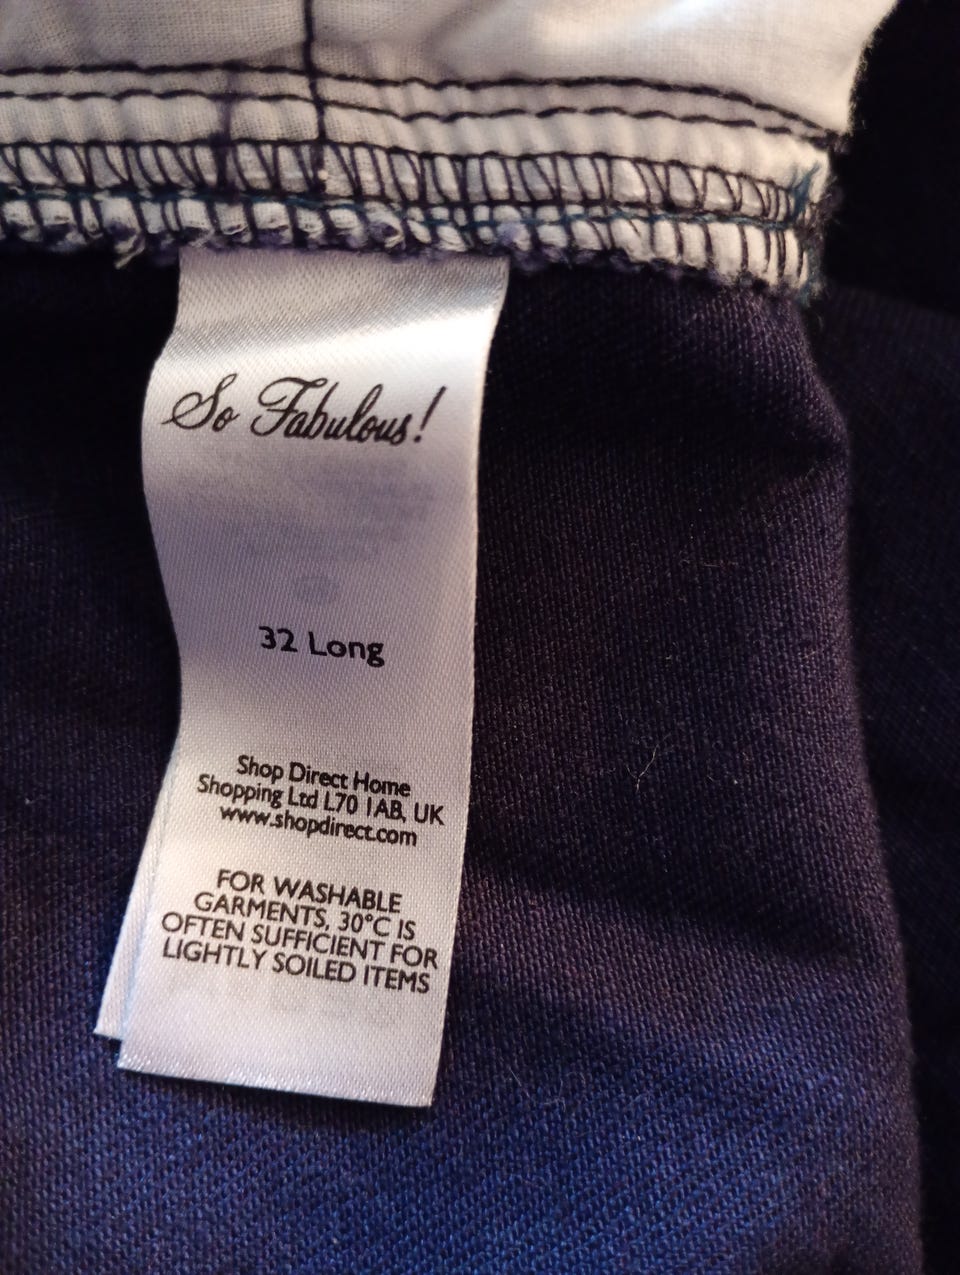 So Fabulous!
32 Long
Shop Direct Home
Shopping Ltd L70 1AB, UK
www.shopdirect.com
FOR WASHABLE
GARMENTS, 30°C IS
OFTEN SUFFICIENT FOR
LIGHTLY SOILED ITEMS